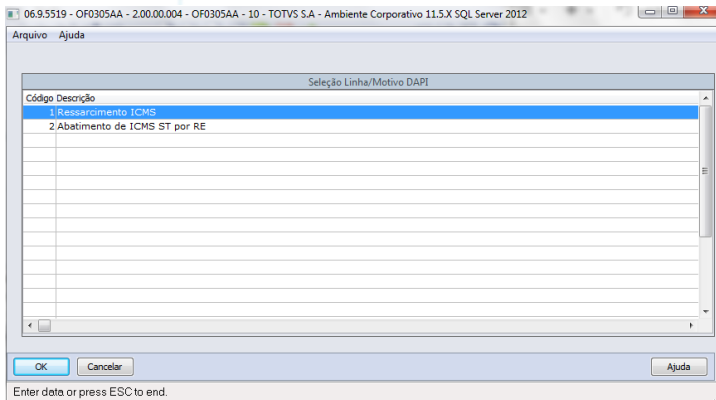 06.9.5519 - OF0305AA - 2.00.00.004 - OF0305AA - 10 - TOTVS S.A - Ambiente Corporativo 11.5.X SQL Server 2012
Arquivo Ajuda
Seleção Linha/Motivo DAPI
Código Descrição
1 Ressarcimento ICMS
2 Abatimento de ICMS ST por RE
OK Cancelar Ajuda
Enter data or press ESC to end.